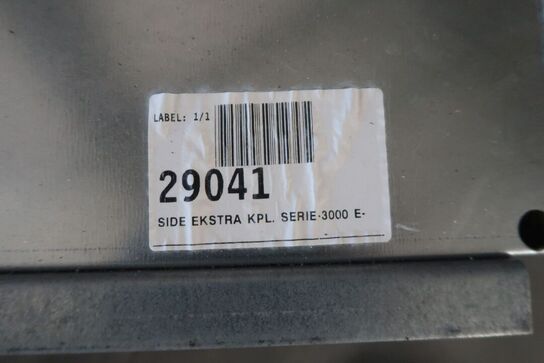 LABEL: 1/1
29041
SIDE EKSTRA KPL. SERIE-3000 E-